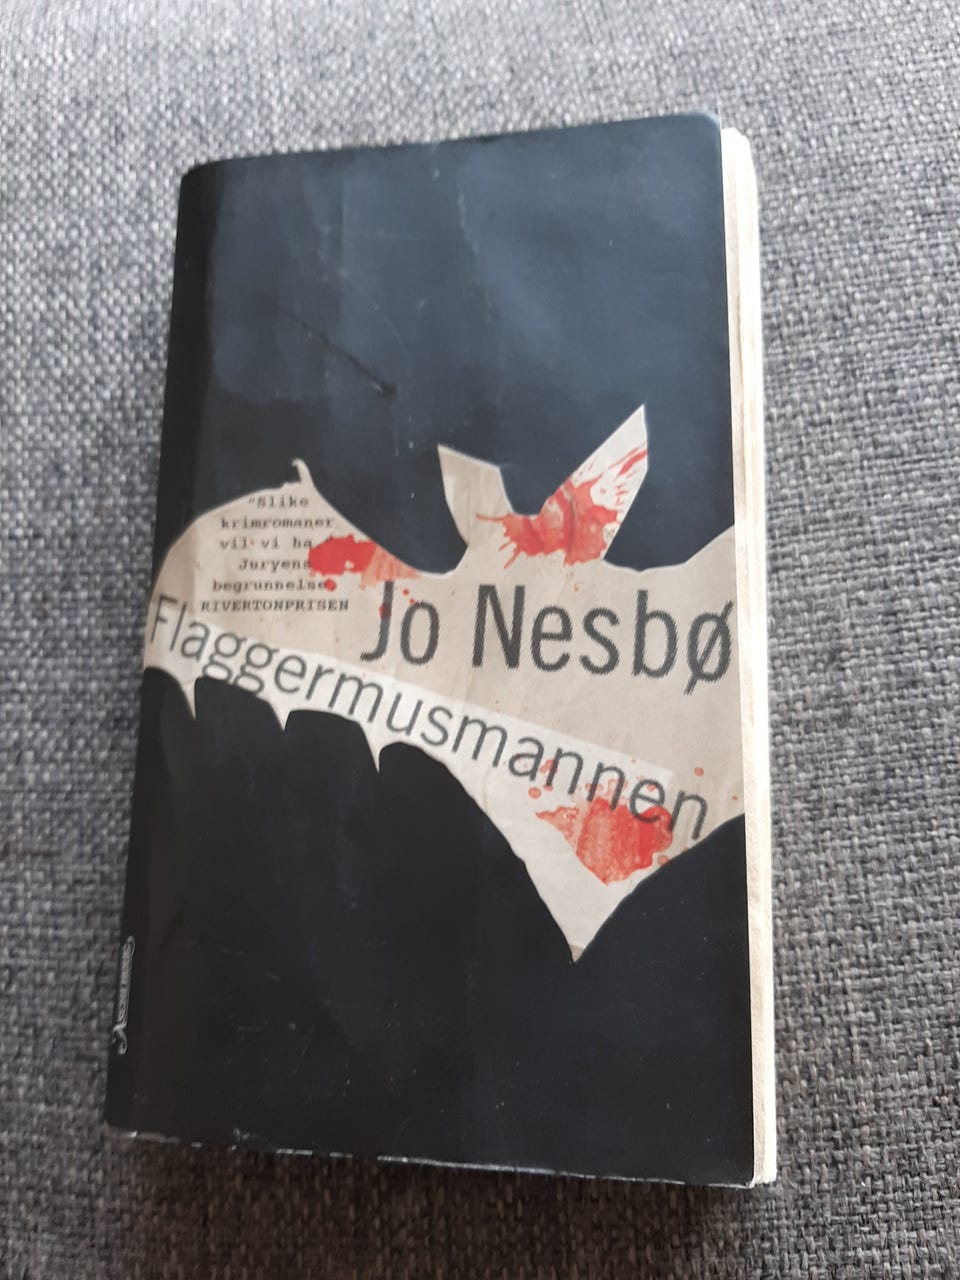 "Slike
krimromaner
vil vi ha
Juryens
begrunnelse,
RIVERTONPRISEN
Jo Nesbø
Flaggermusmannen